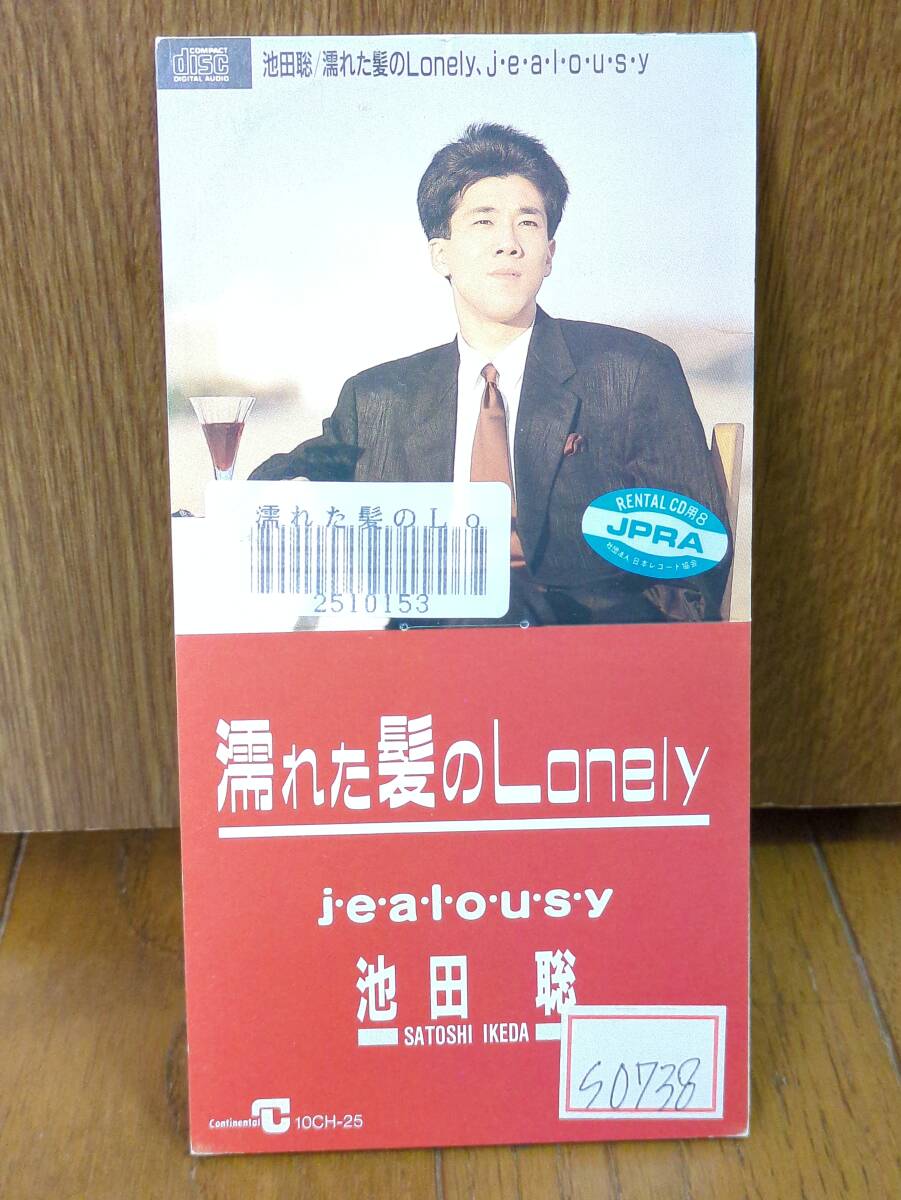 COMPACT
disc
DIGITAL AUDIO
池田聡/濡れた髪のLonely、j・e・a・l・o・u・s・y
濡れた髪のLo
2510153
RENTAL CD用8
JPRA
社団法人 日本レコード協会
濡れた髪のLonely
j・e・a・l・o・u・s・y
池田 聡
SATOSHI IKEDA
S0738
Continental
10CH-25